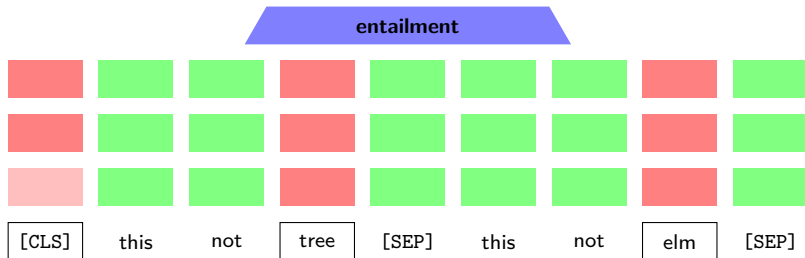 entailment
[CLS] this not tree [SEP] this not elm [SEP]